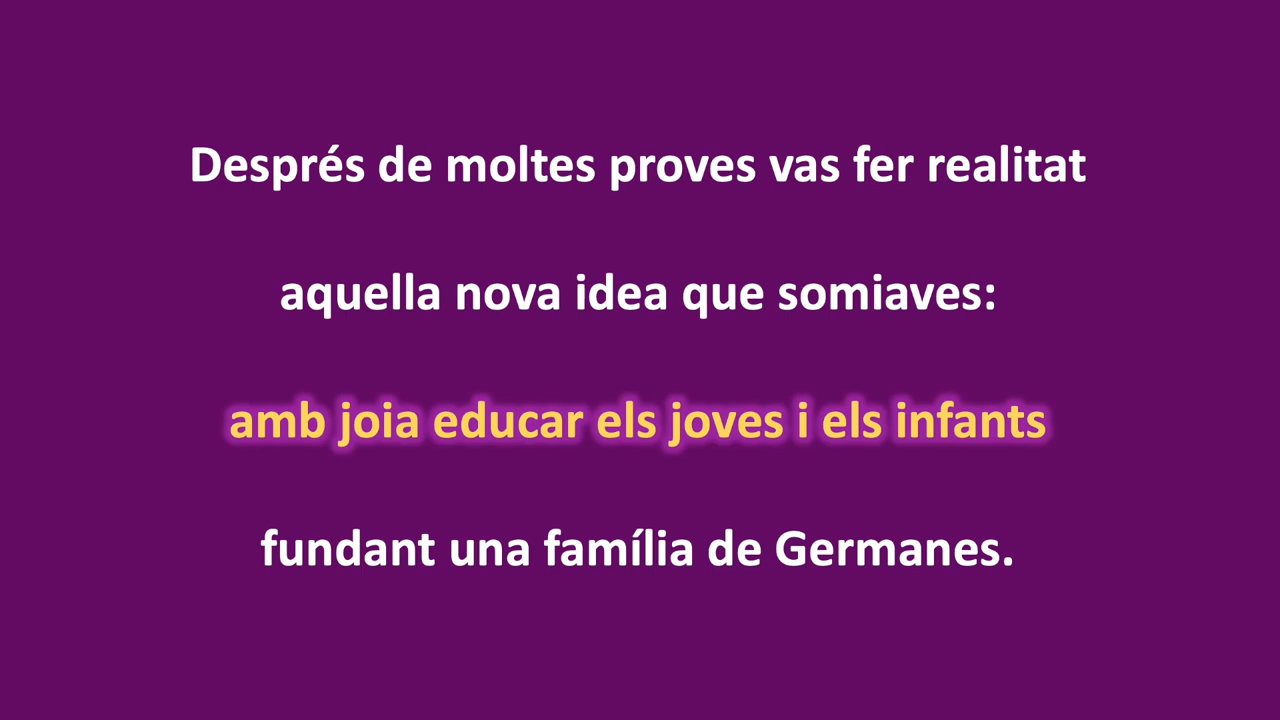 Després de moltes proves vas fer realitat
aquella nova idea que somiaves:
amb joia educar els joves i els infants
fundant una família de Germanes.